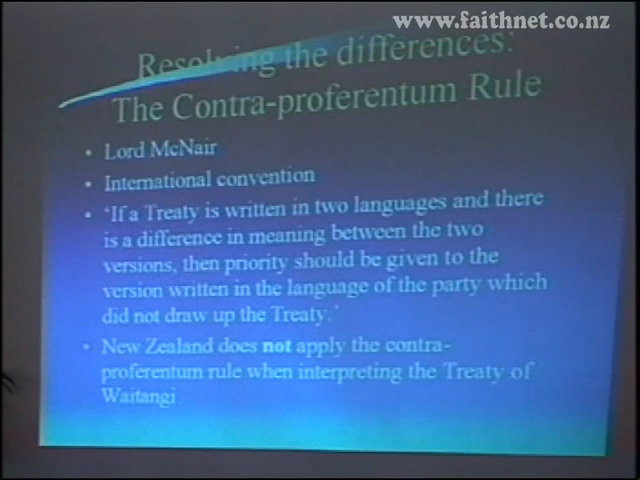 www.faithnet.co.nz
Resolving the differences:
The Contra-proferentum Rule
• Lord McNair
• International convention
• 'If a Treaty is written in two languages and there
is a difference in meaning between the two
versions, then priority should be given to the
version written in the language of the party which
did not draw up the Treaty.'
• New Zealand does not apply the contra-
proferentum rule when interpreting the Treaty of
Waitangi